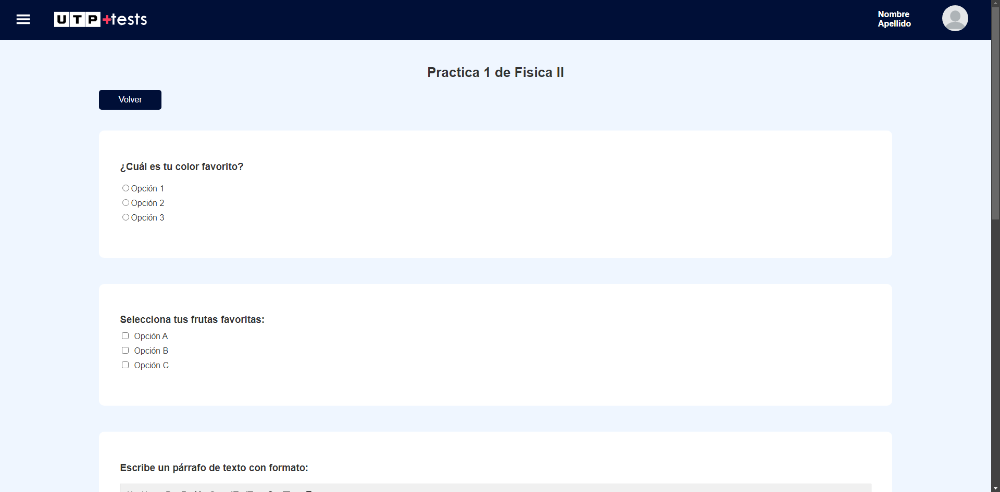 UTP+tests
Nombre
Apellido
Practica 1 de Fisica II
Volver
¿Cuál es tu color favorito?
Opción 1
Opción 2
Opción 3
Selecciona tus frutas favoritas:
Opción A
Opción B
Opción C
Escribe un párrafo de texto con formato: